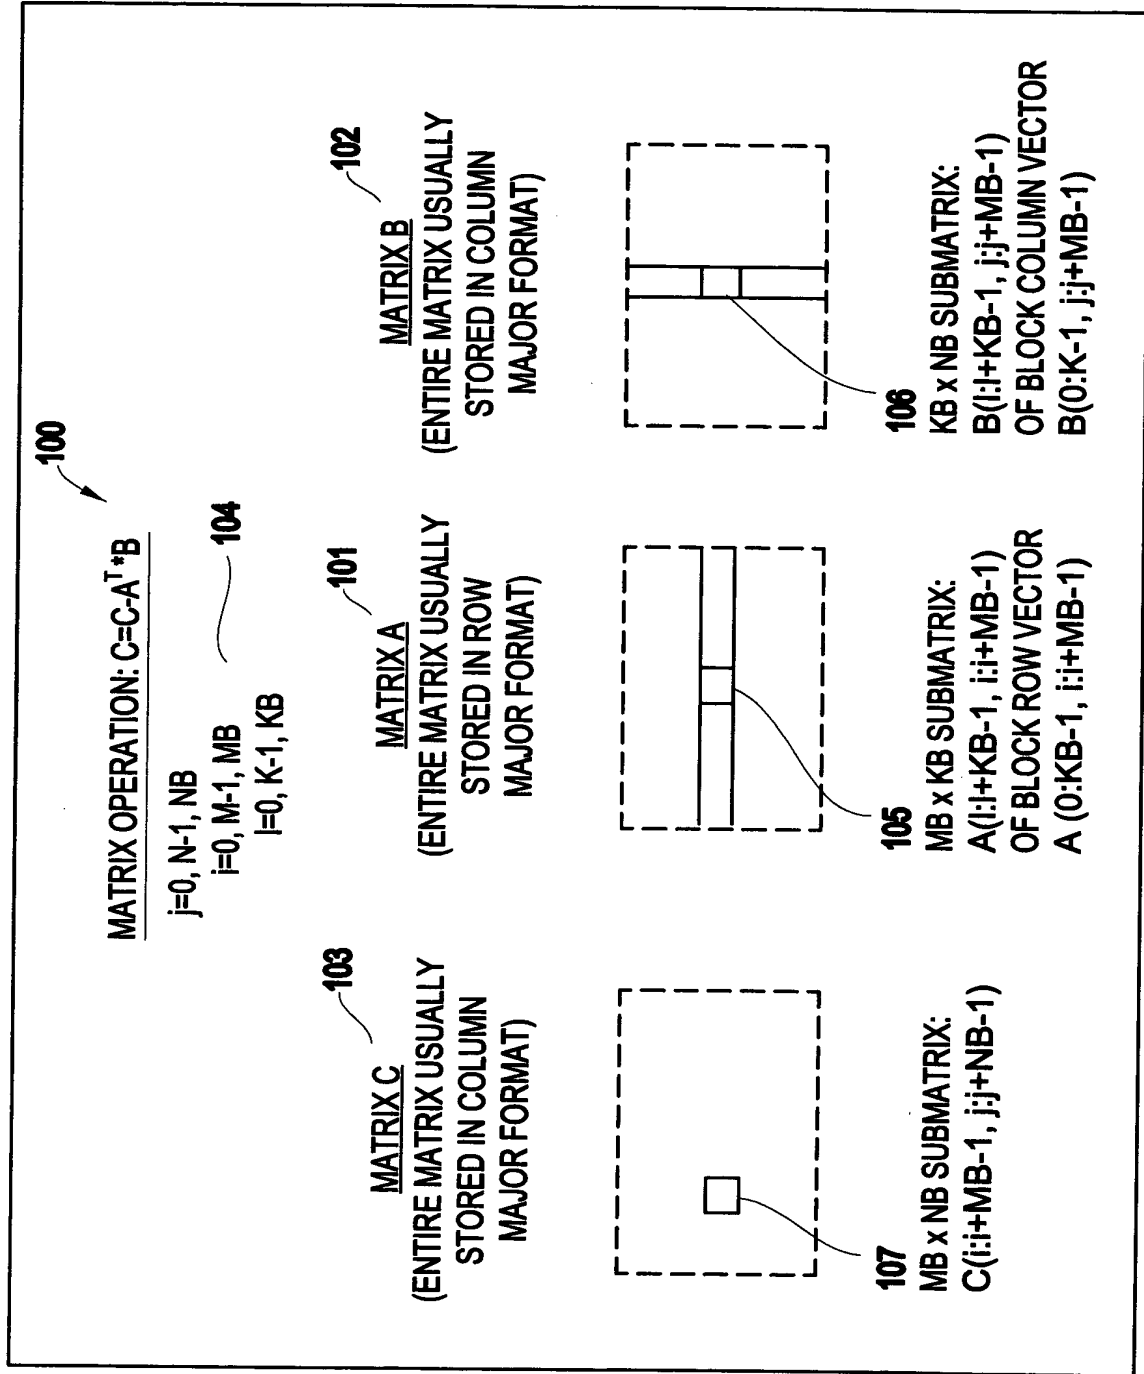 100
MATRIX OPERATION: C=C-Aᵀ*B
104
j=0, N-1, NB
i=0, M-1, MB
l=0, K-1, KB
103
MATRIX C
(ENTIRE MATRIX USUALLY
STORED IN COLUMN
MAJOR FORMAT)
107
MB x NB SUBMATRIX:
C(i:i+MB-1, j:j+NB-1)
101
MATRIX A
(ENTIRE MATRIX USUALLY
STORED IN ROW
MAJOR FORMAT)
105
MB x KB SUBMATRIX:
A(l:l+KB-1, i:i+MB-1)
OF BLOCK ROW VECTOR
A (0:KB-1, i:i+MB-1)
102
MATRIX B
(ENTIRE MATRIX USUALLY
STORED IN COLUMN
MAJOR FORMAT)
106
KB x NB SUBMATRIX:
B(l:l+KB-1, j:j+MB-1)
OF BLOCK COLUMN VECTOR
B(0:K-1, j:j+MB-1)